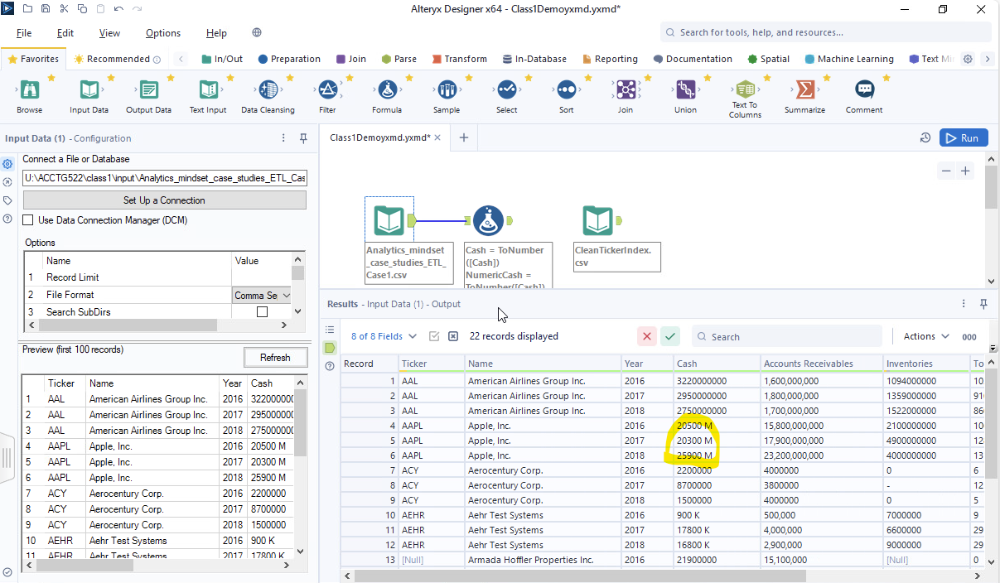 Alteryx Designer x64 - Class1Demoyxmd.yxmd*
File Edit View Options Help
Search for tools, help, and resources...
Favorites Recommended In/Out Preparation Join Parse Transform In-Database Reporting Documentation Spatial Machine Learning Text Mi
Browse Input Data Output Data Text Input Data Cleansing Filter Formula Sample Select Sort Join Union Text To Summarize Comment
Columns
Input Data (1) - Configuration
Connect a File or Database
U:\ACCTG522\class1\input\Analytics_mindset_case_studies_ETL_Cas
Set Up a Connection
Use Data Connection Manager (DCM)
Options
Name Value
1 Record Limit
2 File Format Comma Se
3 Search SubDirs
Preview (first 100 records) Refresh
Ticker Name Year Cash
1 AAL American Airlines Group Inc. 2016 322000000
2 AAL American Airlines Group Inc. 2017 295000000
3 AAL American Airlines Group Inc. 2018 275000000
4 AAPL Apple, Inc. 2016 20500 M
5 AAPL Apple, Inc. 2017 20300 M
6 AAPL Apple, Inc. 2018 25900 M
7 ACY Aerocentury Corp. 2016 2200000
8 ACY Aerocentury Corp. 2017 8700000
9 ACY Aerocentury Corp. 2018 1500000
10 AEHR Aehr Test Systems 2016 900 K
11 AEHR Aehr Test Systems 2017 17800 K
Class1Demoyxmd.yxmd*
Run
Analytics_mindset
_case_studies_ETL_
Case1.csv
Cash = ToNumber
([Cash])
NumericCash =
ToNumber([Cash])
CleanTickerIndex.
csv
Results - Input Data (1) - Output
8 of 8 Fields 22 records displayed Search Actions 000
Record Ticker Name Year Cash Accounts Receivables Inventories To
1 AAL American Airlines Group Inc. 2016 3220000000 1,600,000,000 1094000000 10
2 AAL American Airlines Group Inc. 2017 2950000000 1,800,000,000 1359000000 91
3 AAL American Airlines Group Inc. 2018 2750000000 1,700,000,000 1522000000 86
4 AAPL Apple, Inc. 2016 20500 M 15,800,000,000 2100000000 10
5 AAPL Apple, Inc. 2017 20300 M 17,900,000,000 4900000000 12
6 AAPL Apple, Inc. 2018 25900 M 23,200,000,000 4000000000 13
7 ACY Aerocentury Corp. 2016 2200000 4000000 0 6
8 ACY Aerocentury Corp. 2017 8700000 3800000 - 12
9 ACY Aerocentury Corp. 2018 1500000 4000000 0 5
10 AEHR Aehr Test Systems 2016 900 K 500,000 7000000 9
11 AEHR Aehr Test Systems 2017 17800 K 4,000,000 6600000 29
12 AEHR Aehr Test Systems 2018 16800 K 2,900,000 9000000 29
13 [Null] Armada Hoffler Properties Inc. 2016 21900000 15,100,000 [Null] 0